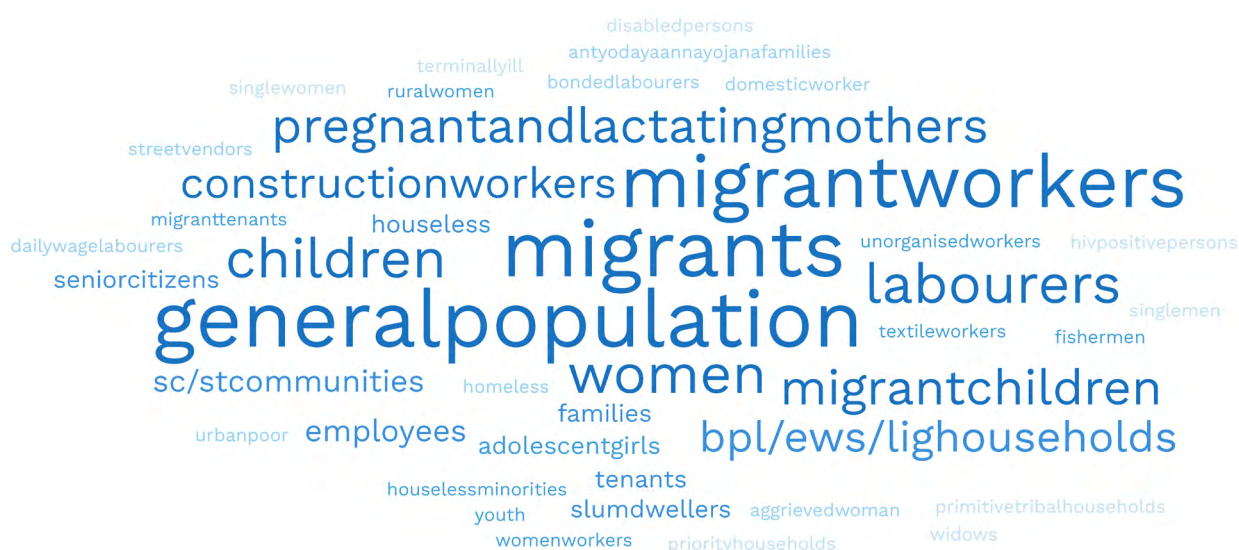 disabledpersons
antyodayaannayojanafamilies
terminallyill
singlewomen ruralwomen bondedlabourers domesticworker
pregnantandlactatingmothers
streetvendors
constructionworkers migrantworkers
migranttenants houseless
dailywagelabourers children migrants unorganisedworkers hivpositivepersons
seniorcitizens labourers
generalpopulation singlemen
textileworkers fishermen
sc/stcommunities homeless women migrantchildren
families
urbanpoor employees adolescentgirls bpl/ews/lighouseholds
tenants
houselessminorities
youth slumdwellers aggrievedwoman primitivetribalhouseholds
womenworkers priorityhouseholds widows